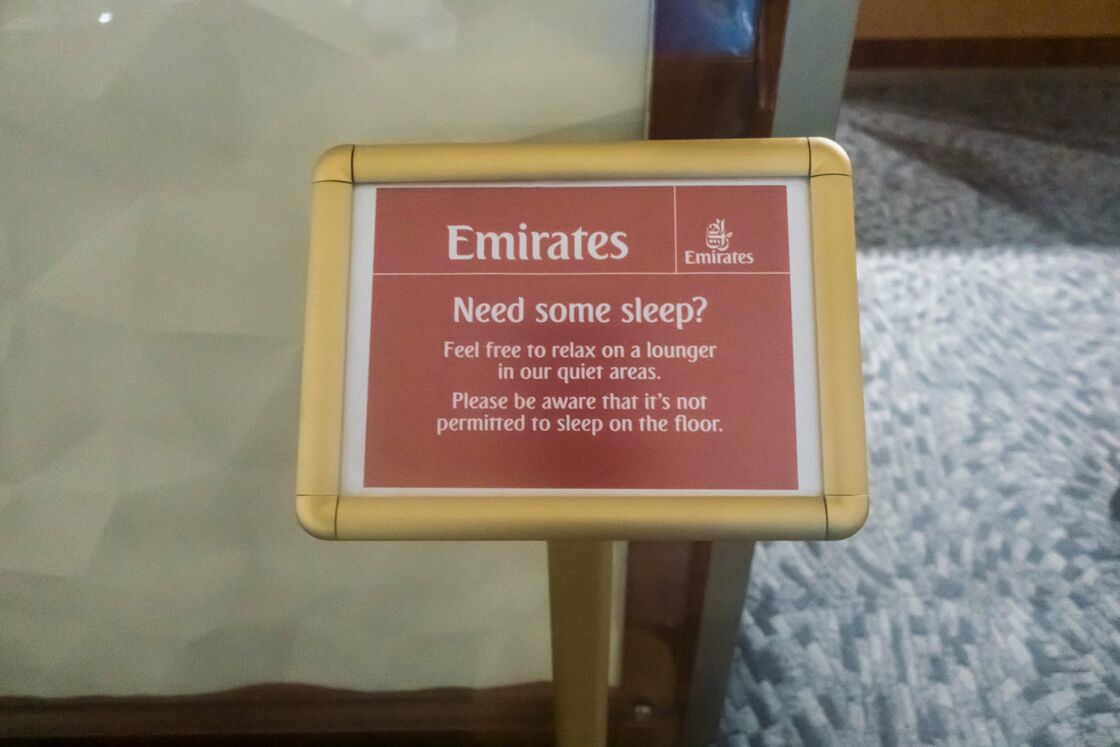 Emirates
Emirates
Need some sleep?
Feel free to relax on a lounger
in our quiet areas.
Please be aware that it's not
permitted to sleep on the floor.